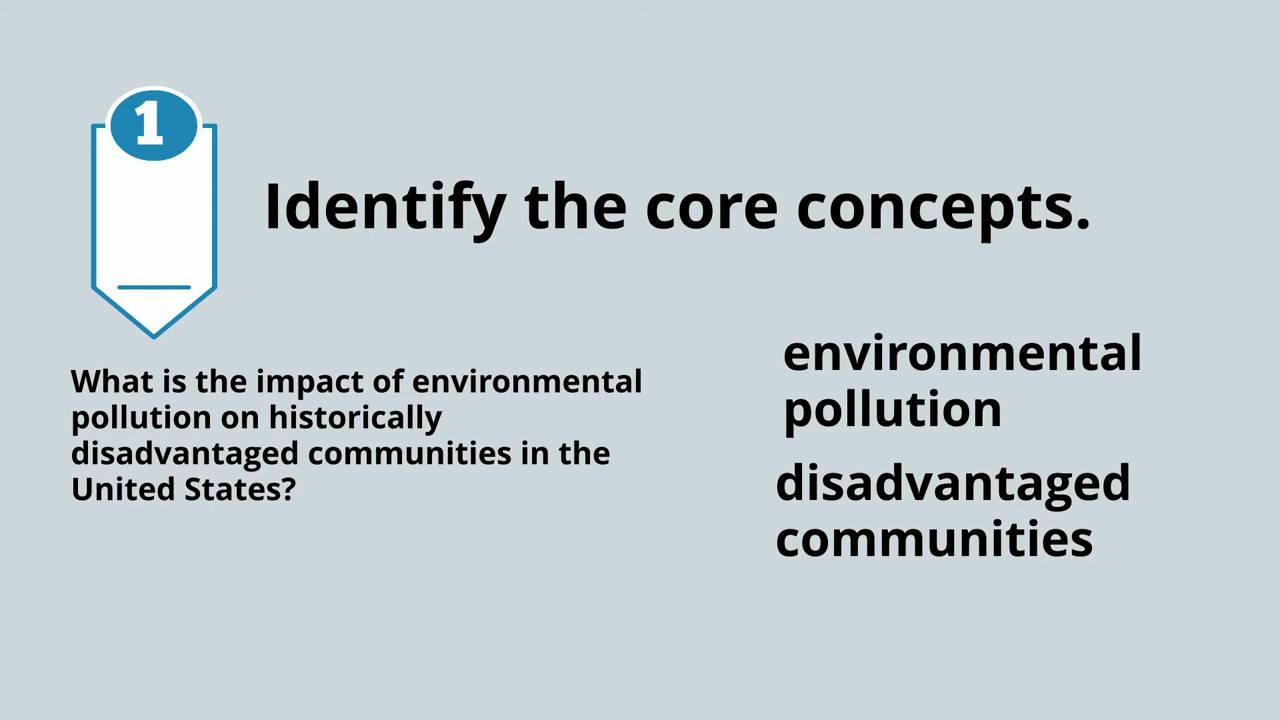 1
Identify the core concepts.
What is the impact of environmental
pollution on historically
disadvantaged communities in the
United States?
environmental
pollution
disadvantaged
communities